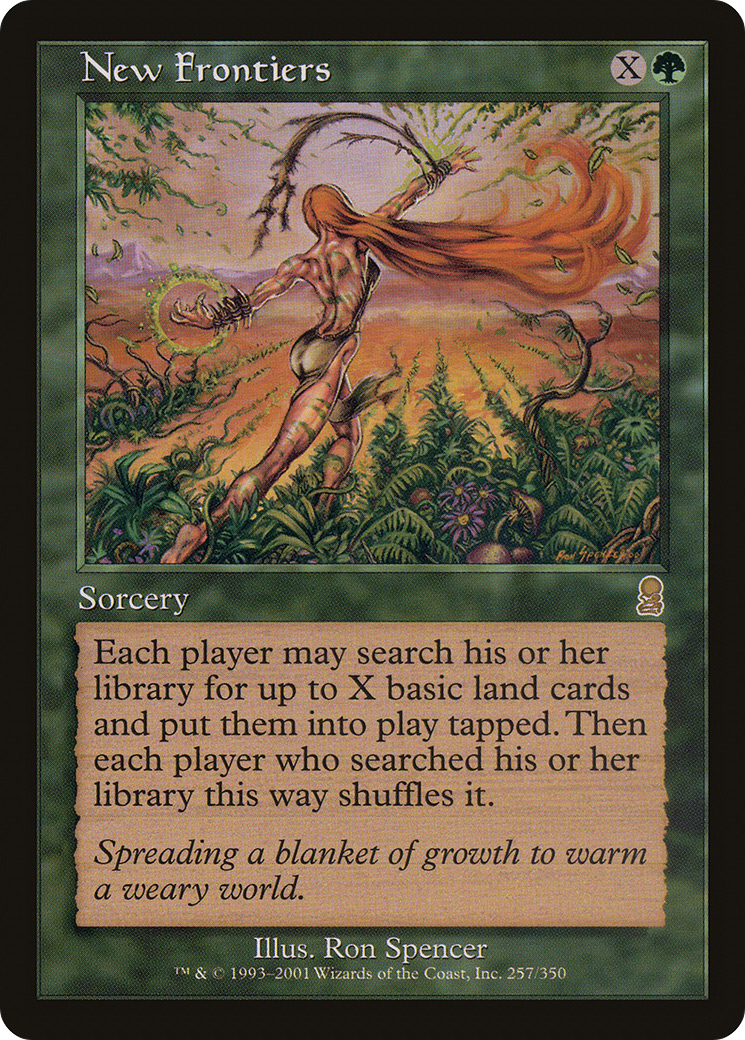 New Frontiers X
Ron Spencer 00
Sorcery
Each player may search his or her
library for up to X basic land cards
and put them into play tapped. Then
each player who searched his or her
library this way shuffles it.
Spreading a blanket of growth to warm
a weary world.
Illus. Ron Spencer
™ & © 1993–2001 Wizards of the Coast, Inc. 257/350